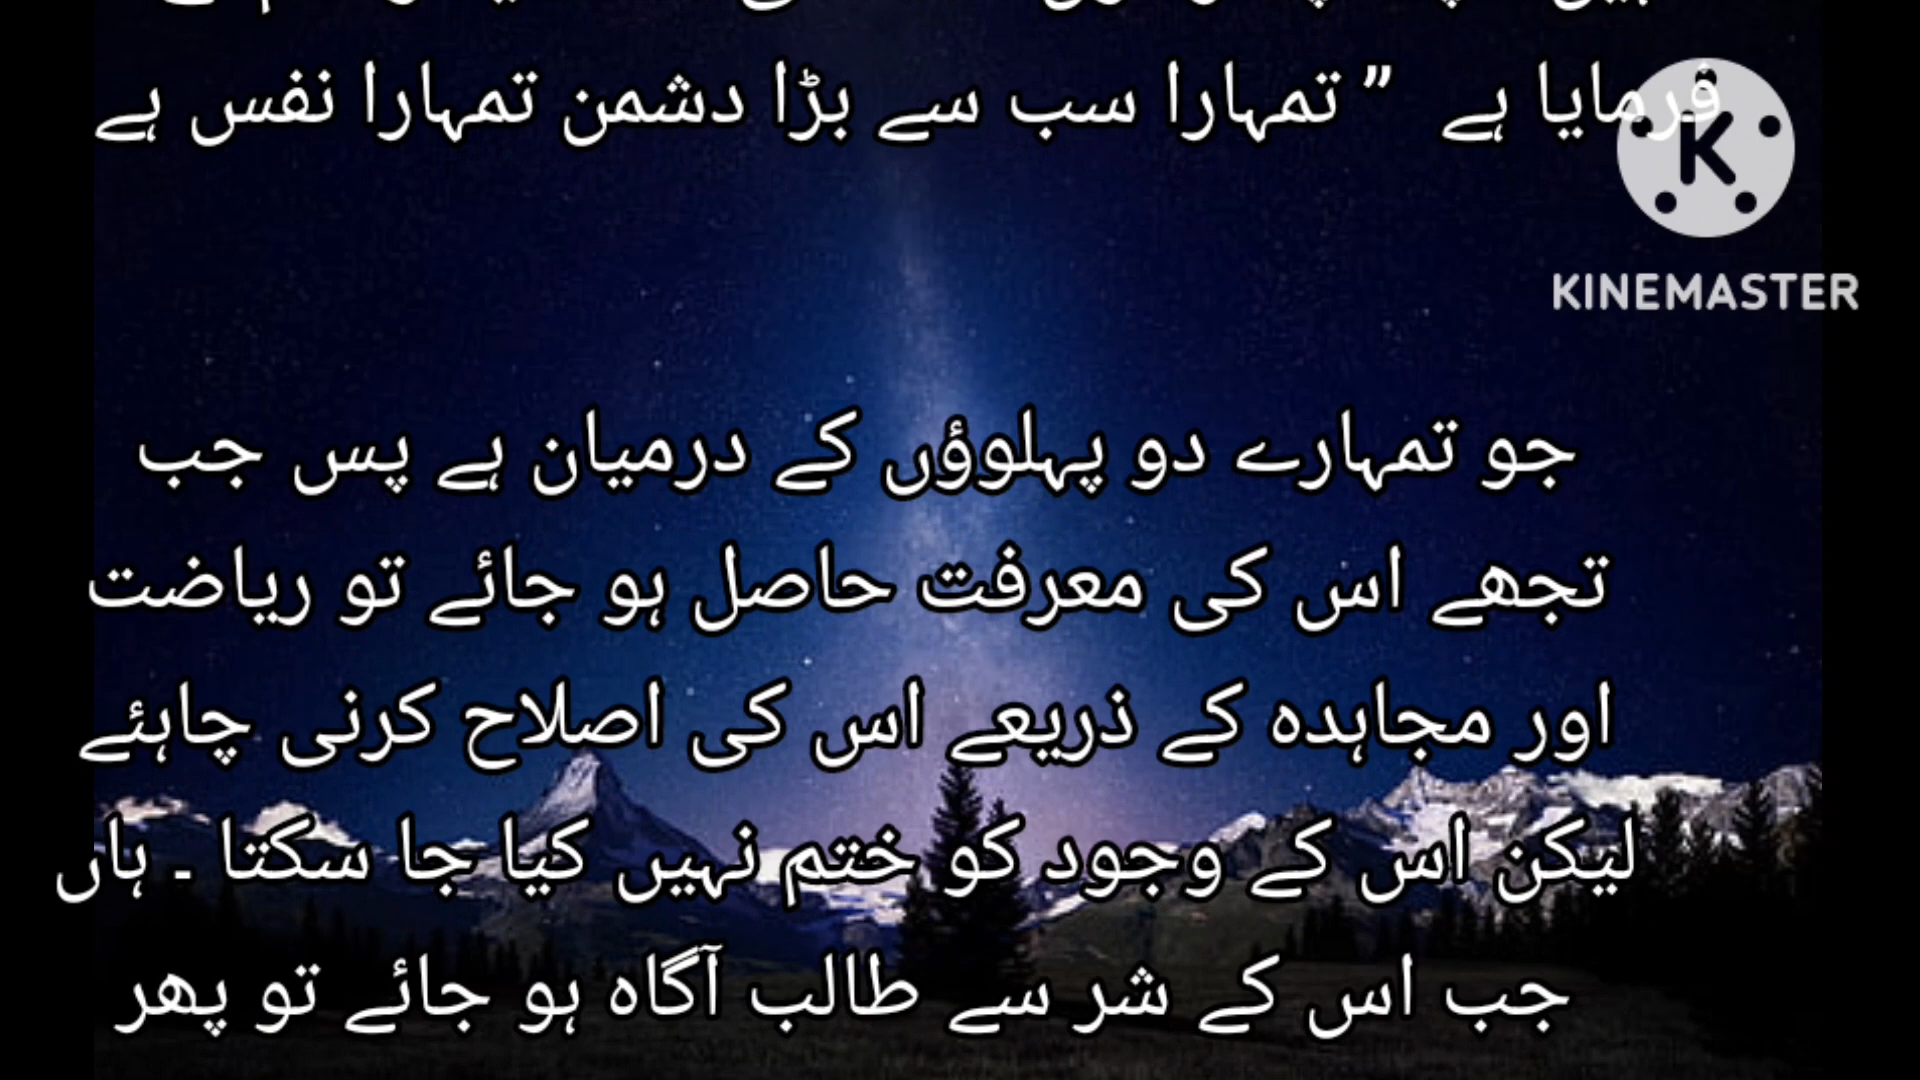 فرمایا ہے ” تمہارا سب سے بڑا دشمن تمہارا نفس ہے
KINEMASTER
جو تمہارے دو پہلوؤں کے درمیان ہے پس جب
تجھے اس کی معرفت حاصل ہو جائے تو ریاضت
اور مجاہدہ کے ذریعے اس کی اصلاح کرنی چاہئے
لیکن اس کے وجود کو ختم نہیں کیا جا سکتا ۔ ہاں
جب اس کے شر سے طالب آگاہ ہو جائے تو پھر